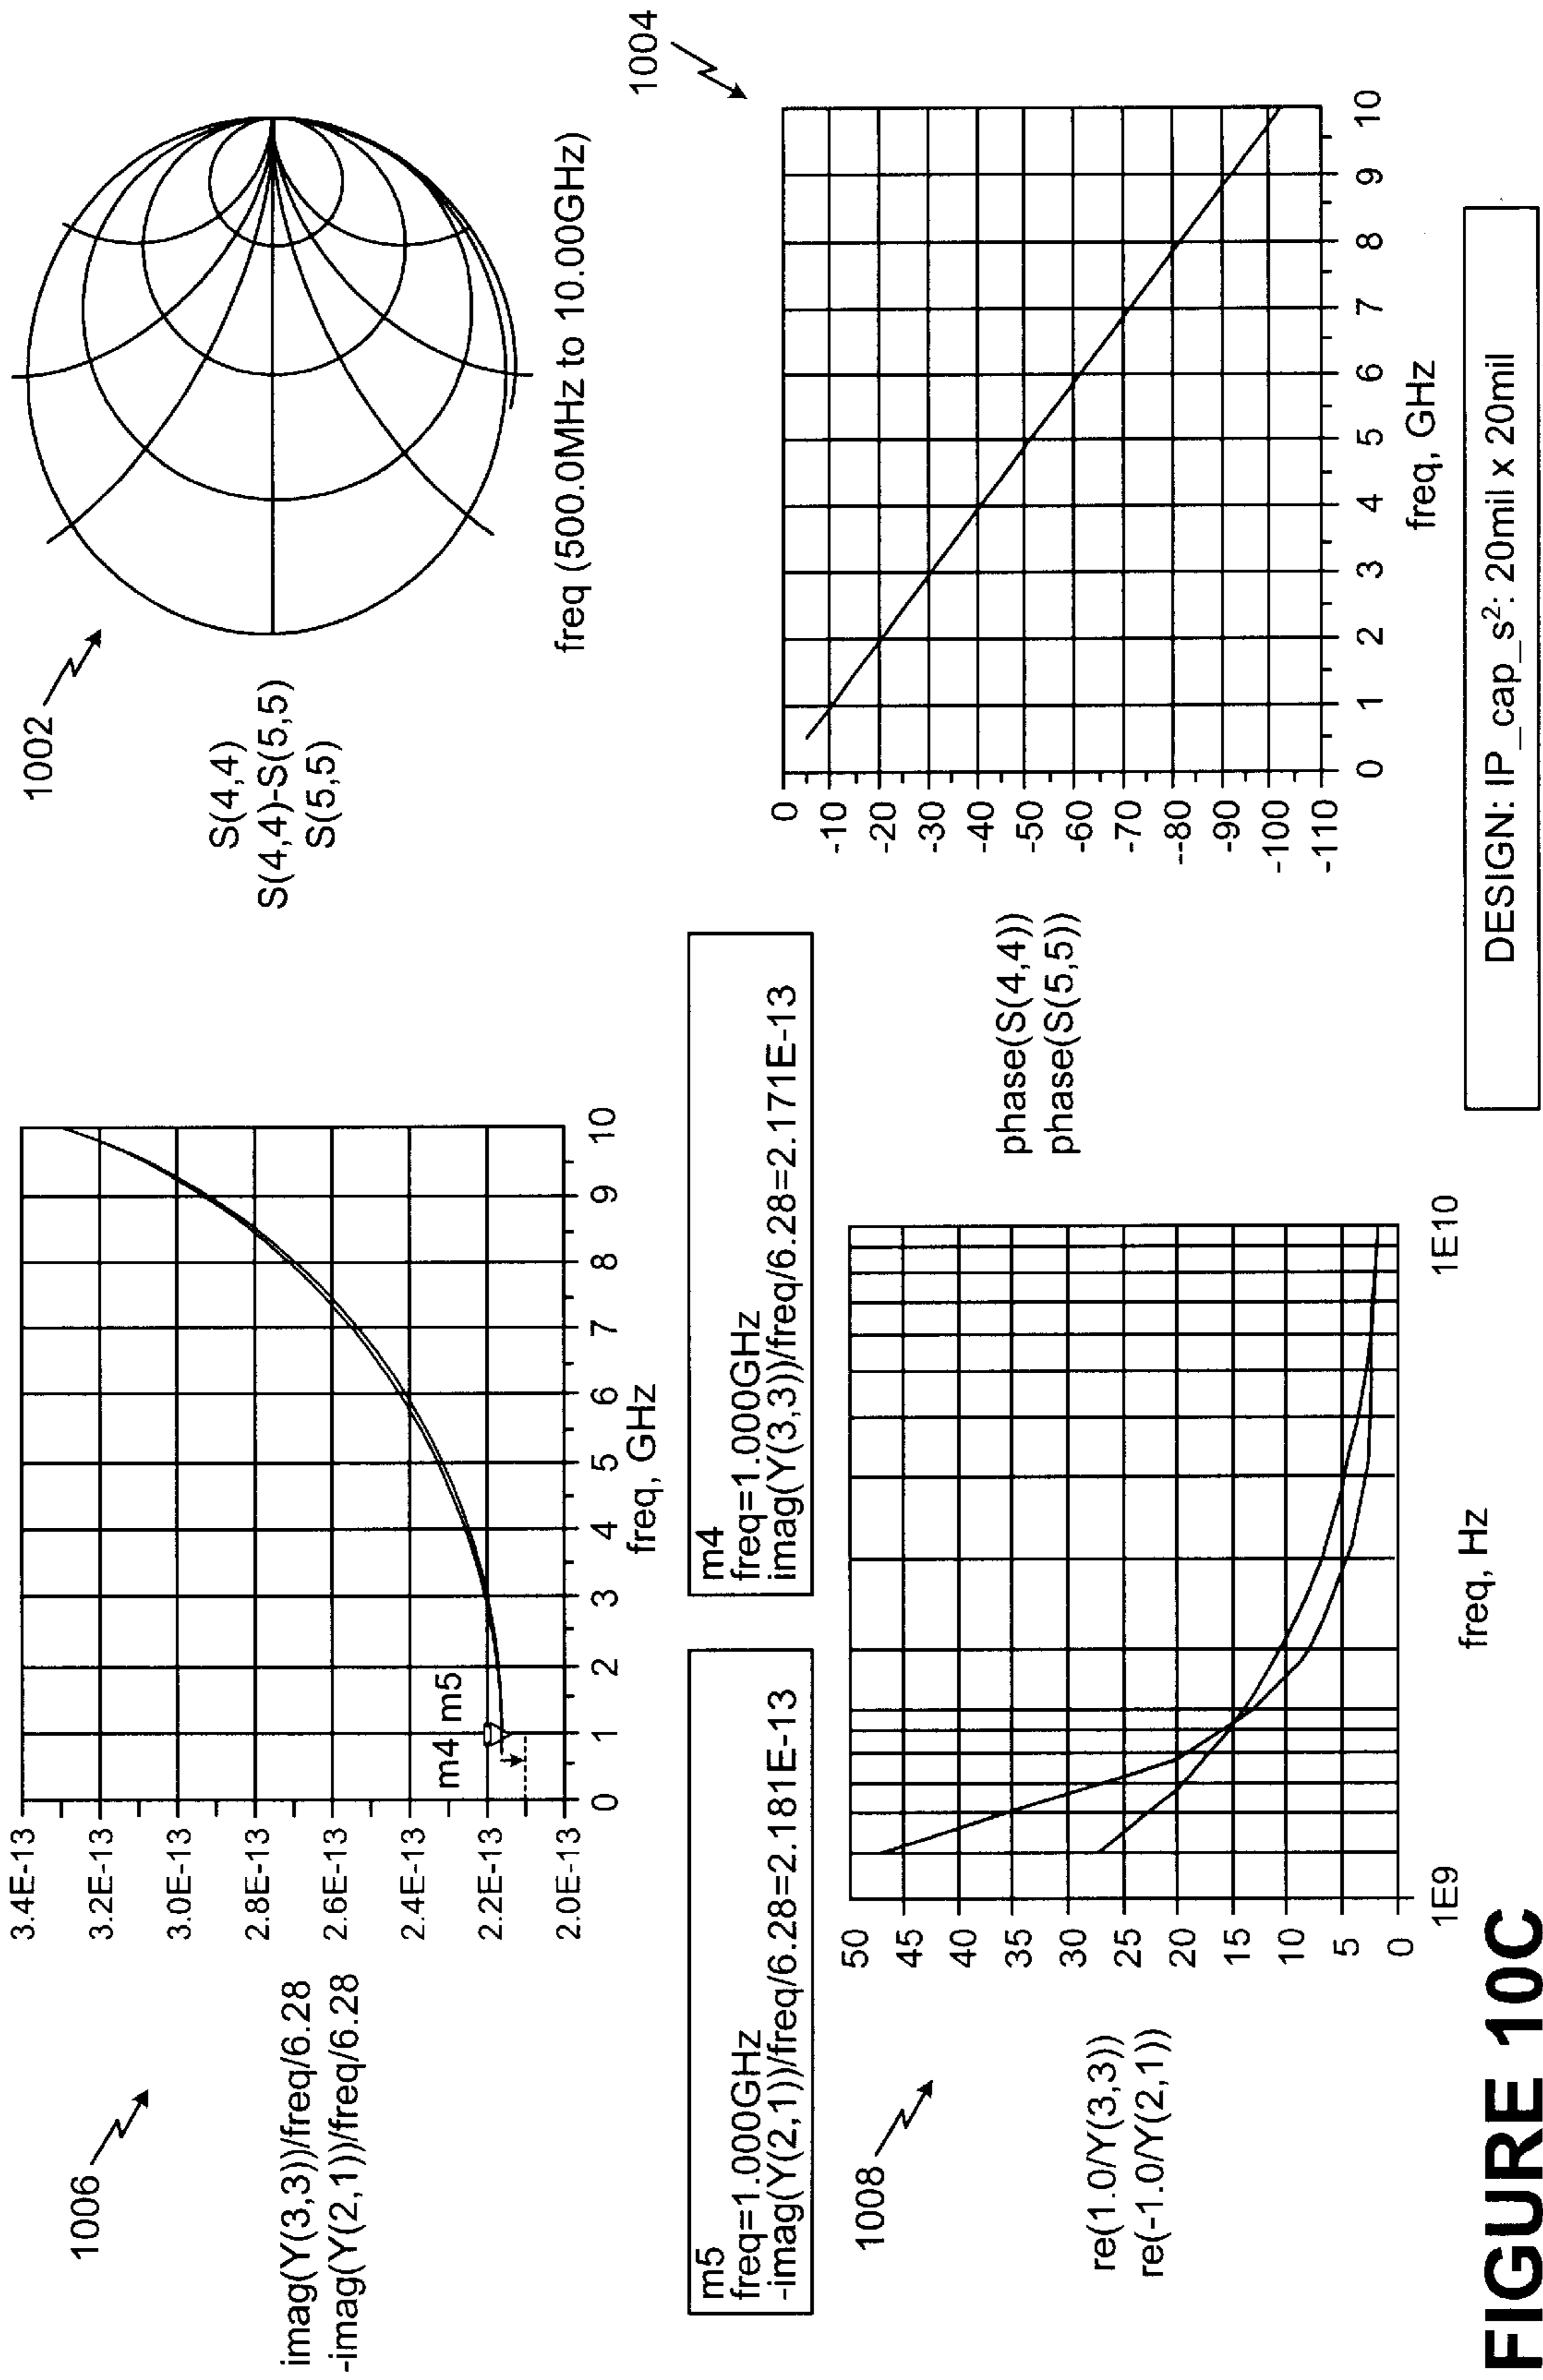 1006
imag(Y(3,3))/freq/6.28
-imag(Y(2,1))/freq/6.28
3.4E-13
3.2E-13
3.0E-13
2.8E-13
2.6E-13
2.4E-13
2.2E-13
2.0E-13
m4 m5
0 1 2 3 4 5 6 7 8 9 10
freq, GHz
1002
S(4,4)
S(4,4)-S(5,5)
S(5,5)
freq (500.0MHz to 10.00GHz)
m5
freq=1.000GHz
-imag(Y(2,1))/freq/6.28=2.181E-13
m4
freq=1.000GHz
imag(Y(3,3))/freq/6.28=2.171E-13
1008
re(1.0/Y(3,3))
re(-1.0/Y(2,1))
50
45
40
35
30
25
20
15
10
5
0
1E9 1E10
freq, Hz
1004
phase(S(4,4))
phase(S(5,5))
0
-10
-20
-30
-40
-50
-60
-70
--80
-90
-100
-110
0 1 2 3 4 5 6 7 8 9 10
freq, GHz
DESIGN: IP_cap_s²: 20mil x 20mil
FIGURE 10C